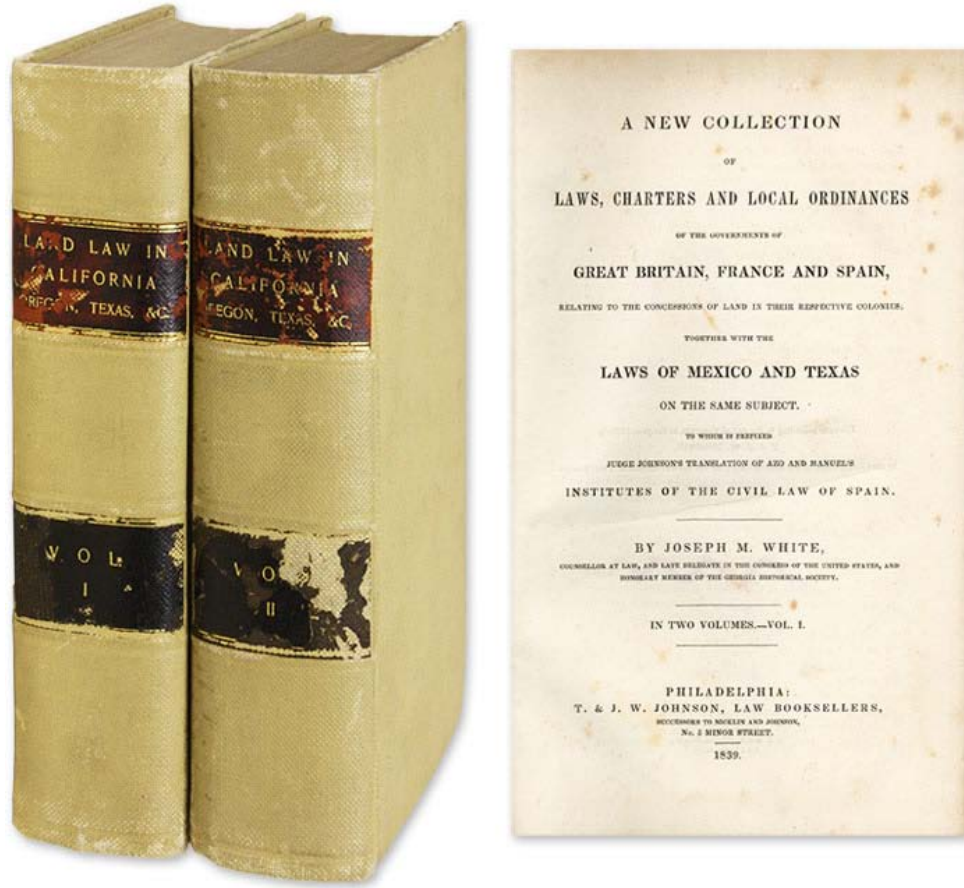 LAND LAW IN
CALIFORNIA
OREGON, TEXAS, &C.
VOL.
I
LAND LAW IN
CALIFORNIA
OREGON, TEXAS, &C.
VOL.
II
A NEW COLLECTION
OF
LAWS, CHARTERS AND LOCAL ORDINANCES
OF THE GOVERNMENTS OF
GREAT BRITAIN, FRANCE AND SPAIN,
RELATING TO THE CONCESSIONS OF LAND IN THEIR RESPECTIVE COLONIES;
TOGETHER WITH THE
LAWS OF MEXICO AND TEXAS
ON THE SAME SUBJECT.
TO WHICH IS PREFIXED
JUDGE JOHNSON'S TRANSLATION OF AZO AND MANUEL'S
INSTITUTES OF THE CIVIL LAW OF SPAIN.
BY JOSEPH M. WHITE,
COUNSELLOR AT LAW, AND LATE DELEGATE IN THE CONGRESS OF THE UNITED STATES, AND
HONORARY MEMBER OF THE GEORGIA HISTORICAL SOCIETY.
IN TWO VOLUMES.—VOL. I.
PHILADELPHIA:
T. & J. W. JOHNSON, LAW BOOKSELLERS,
SUCCESSORS TO NICKLIN AND JOHNSON,
No. 5 MINOR STREET.
1839.